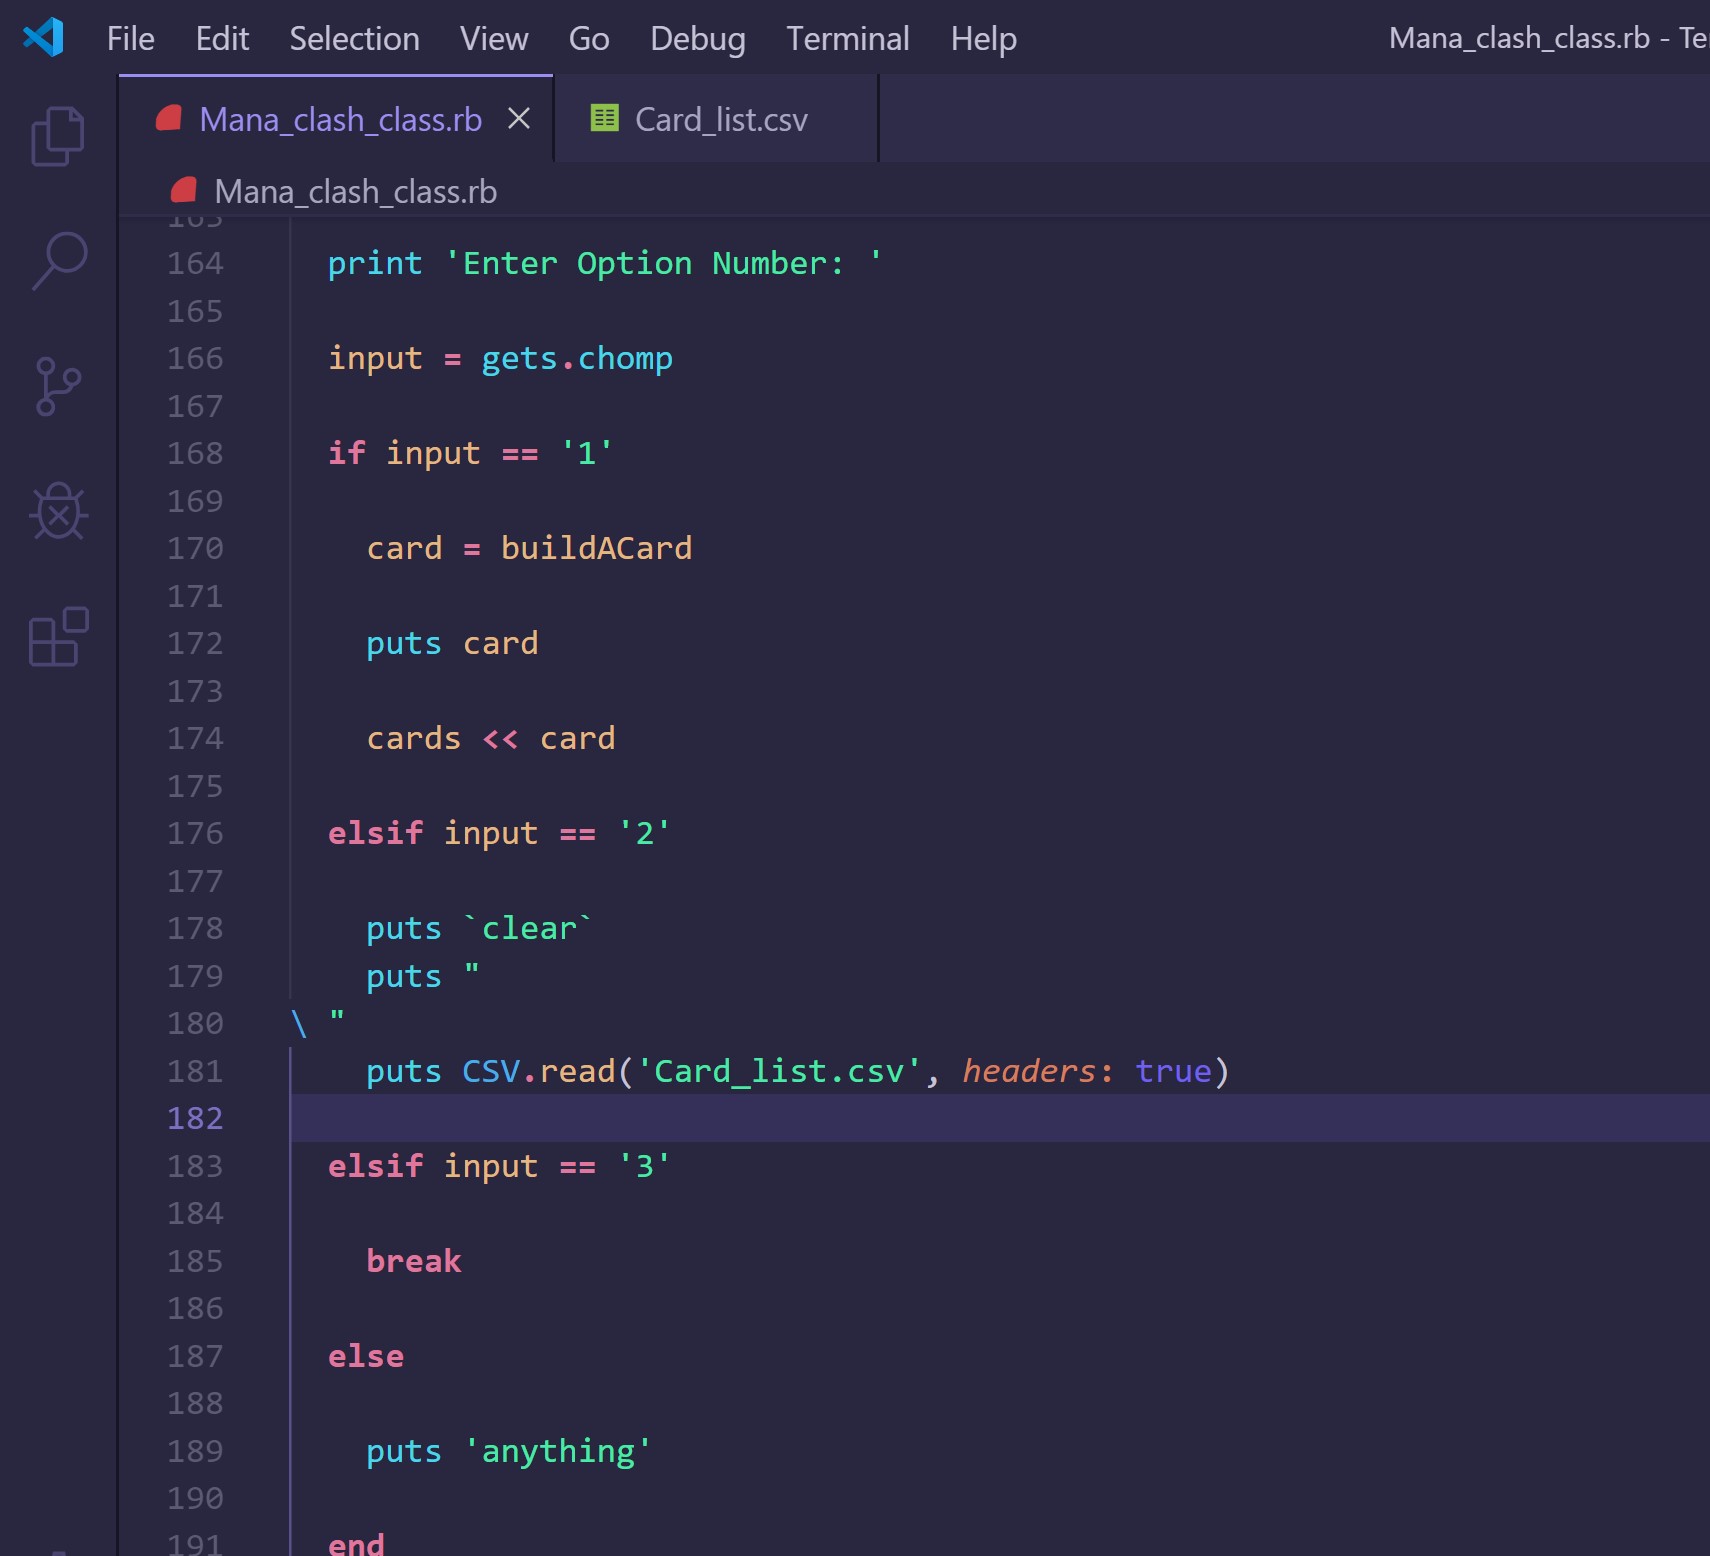 File Edit Selection View Go Debug Terminal Help Mana_clash_class.rb - Te
Mana_clash_class.rb Card_list.csv
Mana_clash_class.rb
163
164 print 'Enter Option Number: '
165
166 input = gets.chomp
167
168 if input == '1'
169
170 card = buildACard
171
172 puts card
173
174 cards << card
175
176 elsif input == '2'
177
178 puts `clear`
179 puts "
180 \ "
181 puts CSV.read('Card_list.csv', headers: true)
182
183 elsif input == '3'
184
185 break
186
187 else
188
189 puts 'anything'
190
191 end